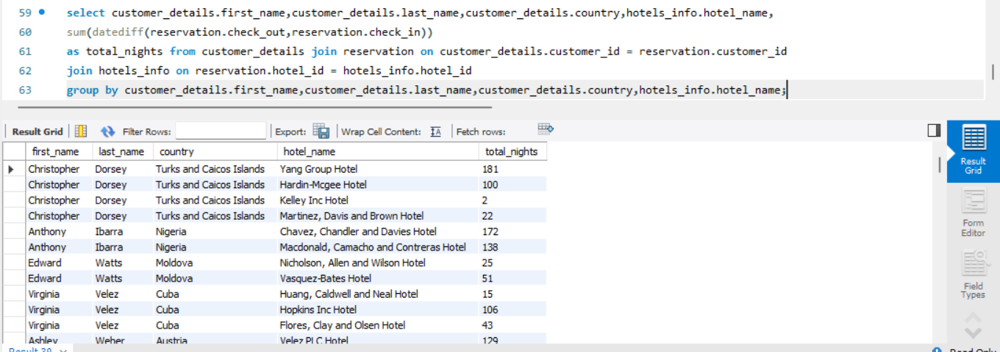 59 select customer_details.first_name,customer_details.last_name,customer_details.country,hotels_info.hotel_name,
60 sum(datediff(reservation.check_out,reservation.check_in))
61 as total_nights from customer_details join reservation on customer_details.customer_id = reservation.customer_id
62 join hotels_info on reservation.hotel_id = hotels_info.hotel_id
63 group by customer_details.first_name,customer_details.last_name,customer_details.country,hotels_info.hotel_name;
Result Grid Filter Rows: Export: Wrap Cell Content: IA Fetch rows:
first_name last_name country hotel_name total_nights
Christopher Dorsey Turks and Caicos Islands Yang Group Hotel 181
Christopher Dorsey Turks and Caicos Islands Hardin-Mcgee Hotel 100
Christopher Dorsey Turks and Caicos Islands Kelley Inc Hotel 2
Christopher Dorsey Turks and Caicos Islands Martinez, Davis and Brown Hotel 22
Anthony Ibarra Nigeria Chavez, Chandler and Davies Hotel 172
Anthony Ibarra Nigeria Macdonald, Camacho and Contreras Hotel 138
Edward Watts Moldova Nicholson, Allen and Wilson Hotel 25
Edward Watts Moldova Vasquez-Bates Hotel 51
Virginia Velez Cuba Huang, Caldwell and Neal Hotel 15
Virginia Velez Cuba Hopkins Inc Hotel 106
Virginia Velez Cuba Flores, Clay and Olsen Hotel 43
Ashley Weber Austria Velez PLC Hotel 129
Result
Grid
Form
Editor
Field
Types
Result 39
Read Only